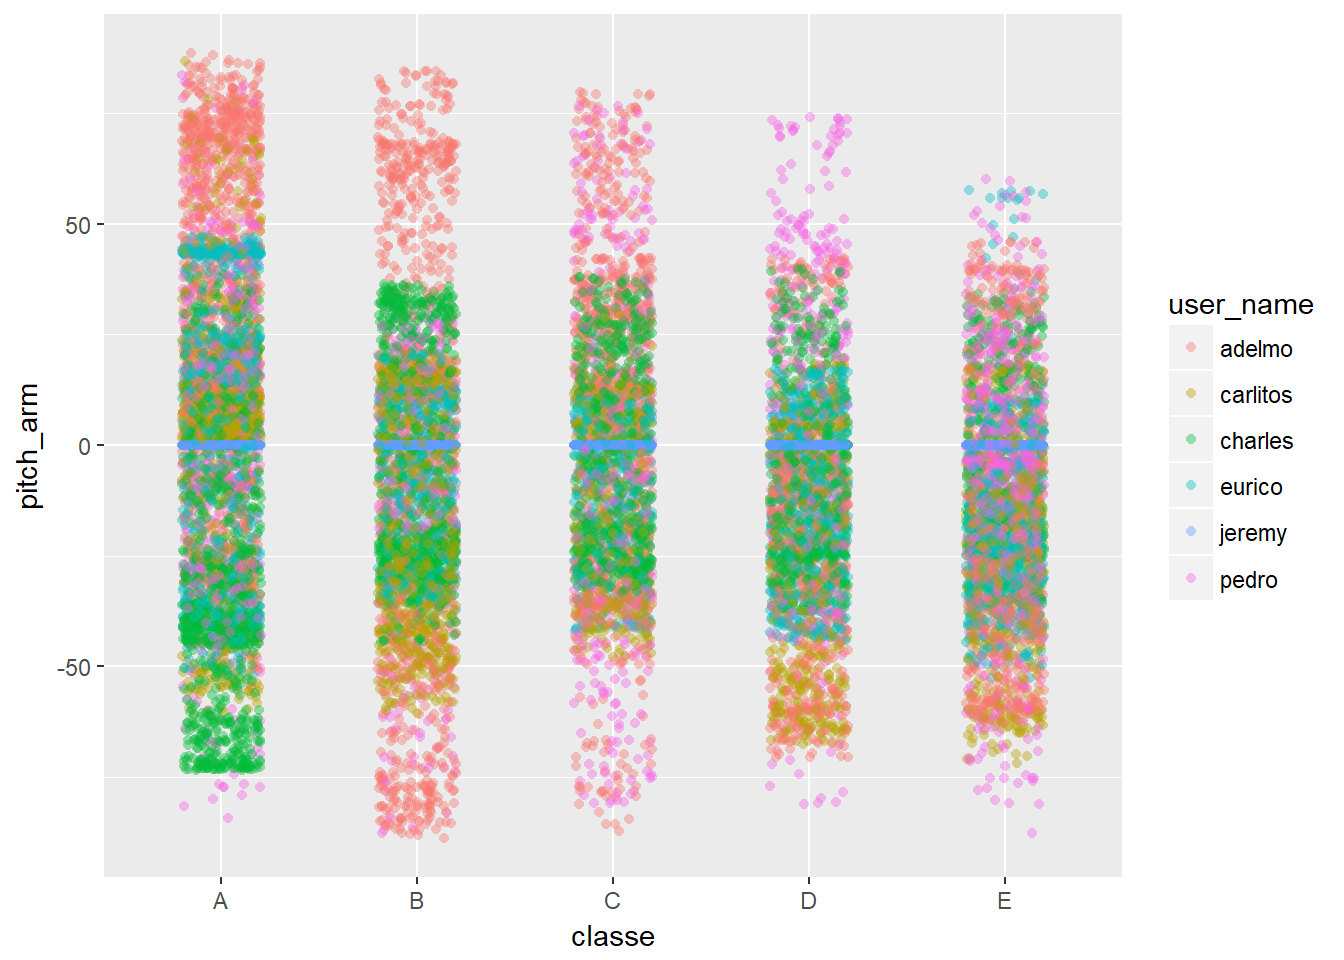 pitch_arm
50
0
-50
A B C D E
classe
user_name
adelmo
carlitos
charles
eurico
jeremy
pedro